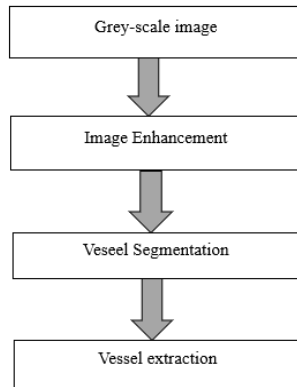 Grey-scale image
Image Enhancement
Veseel Segmentation
Vessel extraction